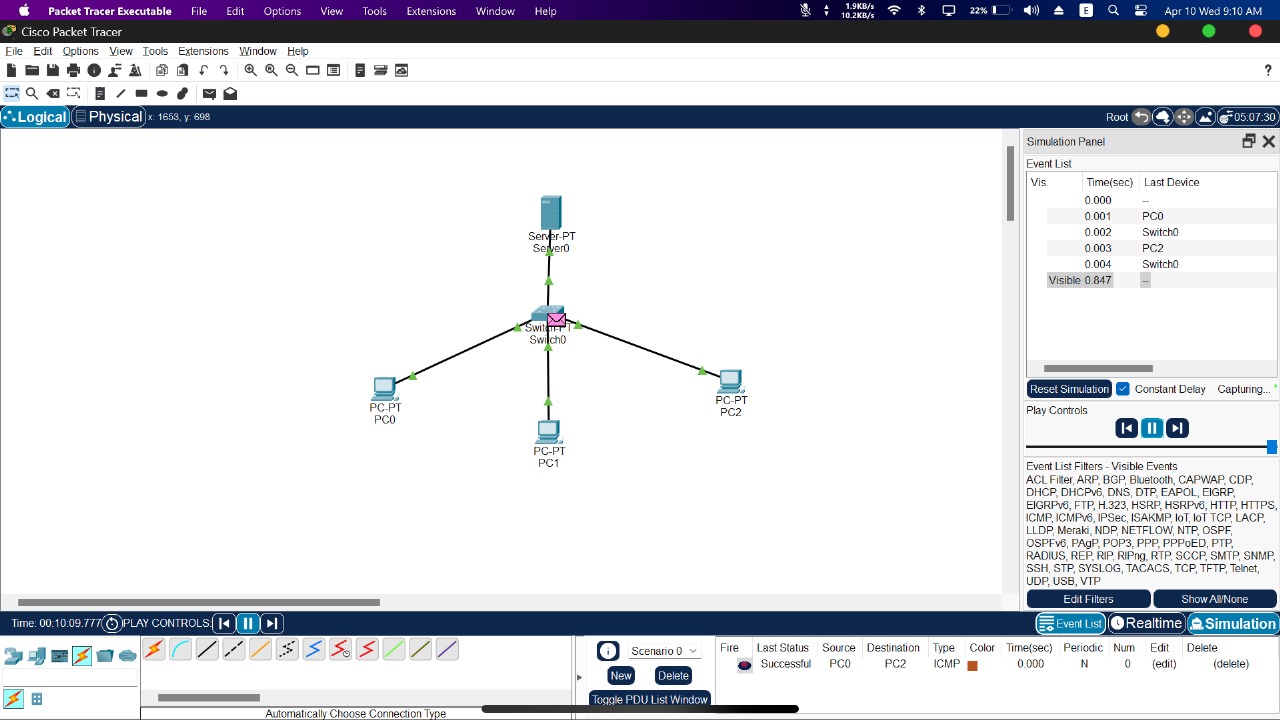 Packet Tracer Executable File Edit Options View Tools Extensions Window Help 1.9KB/s 10.2KB/s 22% E Apr 10 Wed 9:10 AM
Cisco Packet Tracer
File Edit Options View Tools Extensions Window Help
?
Logical Physical x: 1653, y: 698 Root 05:07:30
Simulation Panel
Event List
Vis. Time(sec) Last Device
0.000 --
0.001 PC0
0.002 Switch0
0.003 PC2
0.004 Switch0
Visible 0.847 --
Server-PT
Server0
Switch-PT
Switch0
PC-PT
PC0
PC-PT
PC1
PC-PT
PC2
Reset Simulation Constant Delay Capturing...
Play Controls
Event List Filters - Visible Events
ACL Filter, ARP, BGP, Bluetooth, CAPWAP, CDP,
DHCP, DHCPv6, DNS, DTP, EAPOL, EIGRP,
EIGRPv6, FTP, H.323, HSRP, HSRPv6, HTTP, HTTPS,
ICMP, ICMPv6, IPSec, ISAKMP, IoT, IoT TCP, LACP,
LLDP, Meraki, NDP, NETFLOW, NTP, OSPF,
OSPFv6, PAgP, POP3, PPP, PPPoED, PTP,
RADIUS, REP, RIP, RIPng, RTP, SCCP, SMTP, SNMP,
SSH, STP, SYSLOG, TACACS, TCP, TFTP, Telnet,
UDP, USB, VTP
Edit Filters Show All/None
Time: 00:10:09.777 PLAY CONTROLS: Event List Realtime Simulation
Scenario 0
New Delete
Toggle PDU List Window
Fire Last Status Source Destination Type Color Time(sec) Periodic Num Edit Delete
Successful PC0 PC2 ICMP 0.000 N 0 (edit) (delete)
Automatically Choose Connection Type